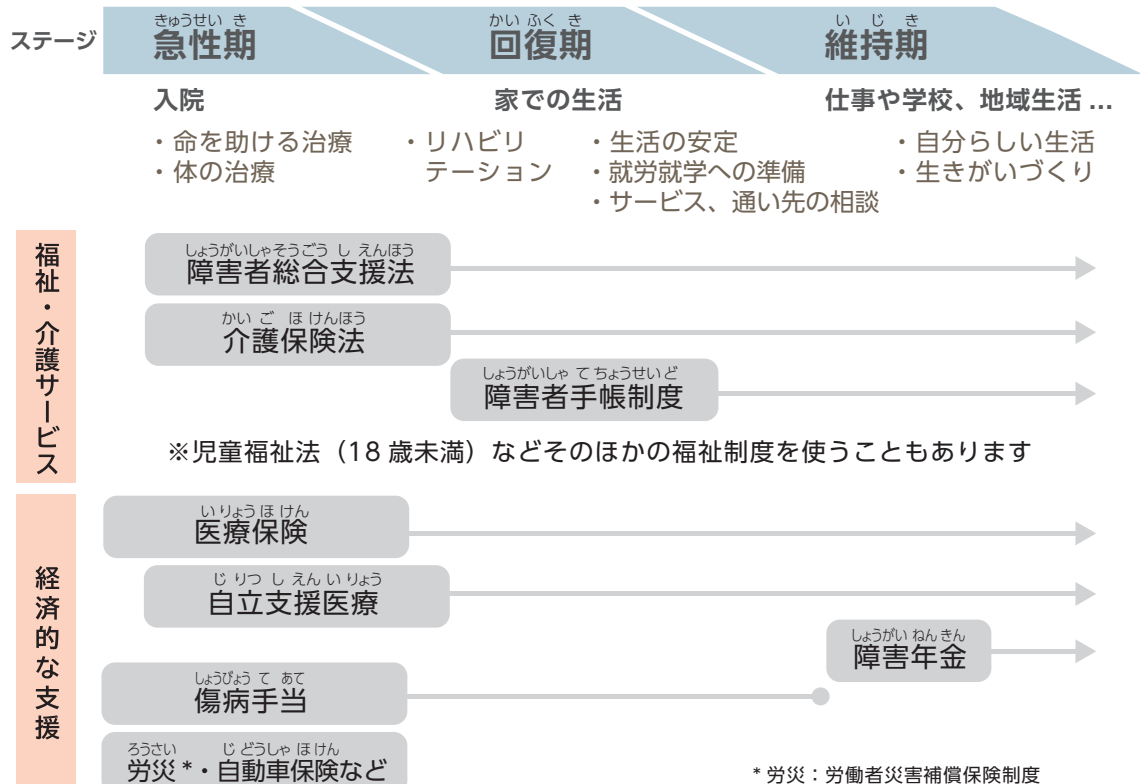 ステージ
きゅうせい き
急性期
かい ふく き
回復期
い じ き
維持期
入院
家での生活
仕事や学校、地域生活 ...
・命を助ける治療
・体の治療
・リハビリ
テーション
・生活の安定
・就労就学への準備
・サービス、通い先の相談
・自分らしい生活
・生きがいづくり
福祉・介護サービス
しょうがいしゃそうごう し えんほう
障害者総合支援法
かい ご ほ けんほう
介護保険法
しょうがいしゃ て ちょうせいど
障害者手帳制度
※児童福祉法（18 歳未満）などそのほかの福祉制度を使うこともあります
経済的な支援
い りょう ほ けん
医療保険
じ りつ し えん い りょう
自立支援医療
しょうがい ねん きん
障害年金
しょうびょう て あて
傷病手当
ろうさい じ どうしゃ ほ けん
労災 *・自動車保険など
* 労災：労働者災害補償保険制度